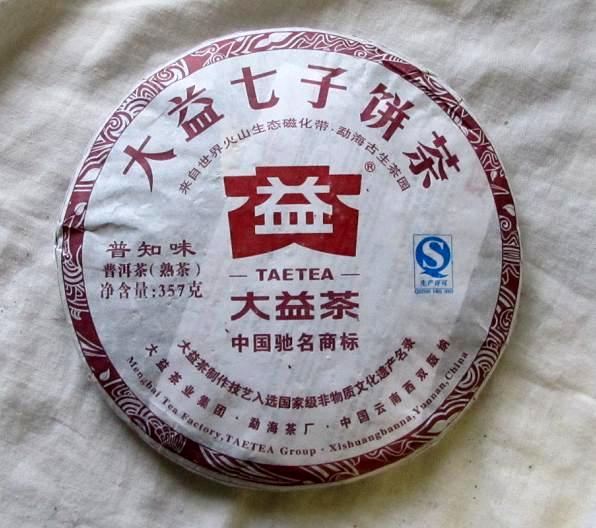 大益七子饼茶
来自世界火山生态磁化带·勐海古生茶园
益
®
TAETEA
大益茶
中国驰名商标
普知味
普洱茶(熟茶)
净含量:357克
生产许可
大益茶制作技艺入选国家级非物质文化遗产名录
大益茶业集团·勐海茶厂·中国云南西双版纳
Menghai Tea Factory,TAETEA Group·Xishuangbanna,Yunnan,China